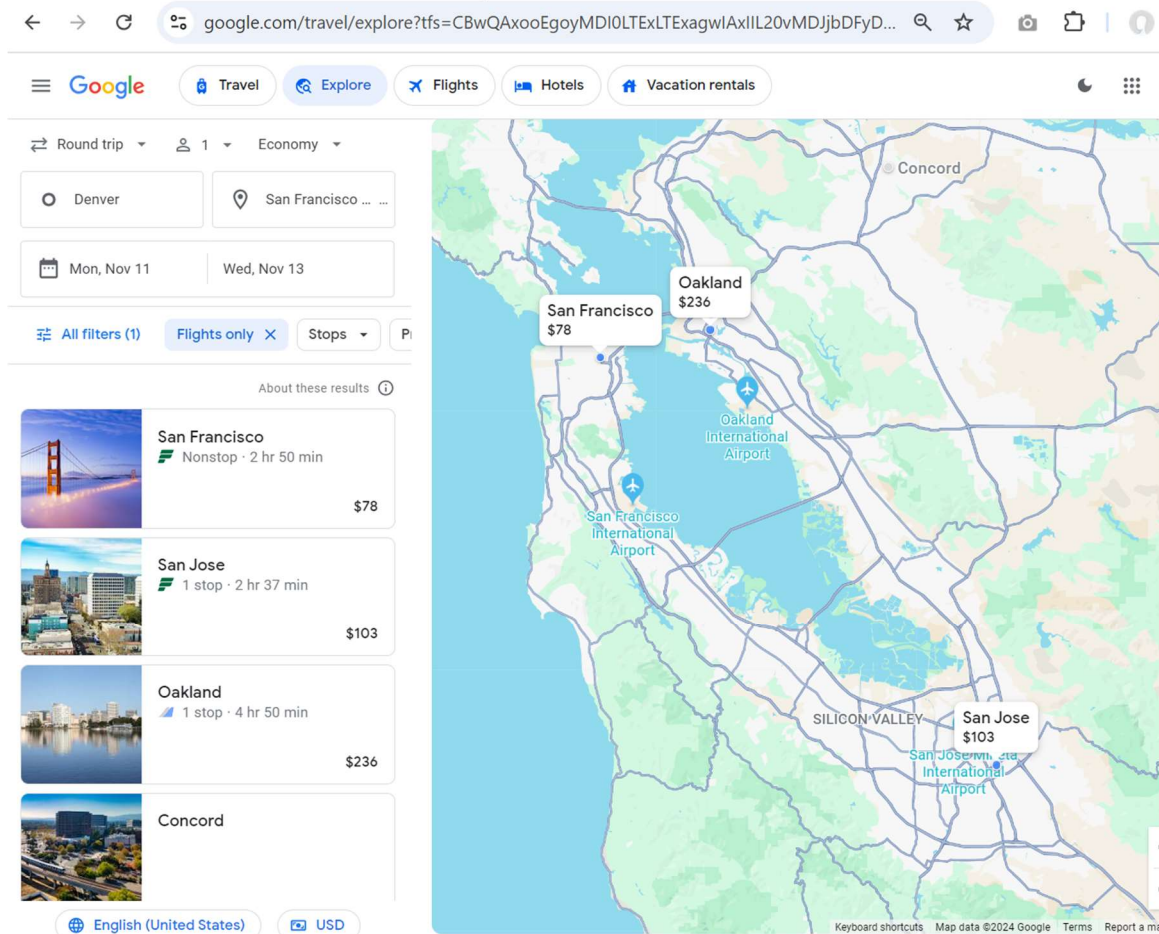 google.com/travel/explore?tfs=CBwQAxooEgoyMDI0LTExLTExagwIAxIIL20vMDJjbDFyD...
Google
Travel
Explore
Flights
Hotels
Vacation rentals
Round trip
1
Economy
Denver
San Francisco ... ...
Mon, Nov 11
Wed, Nov 13
All filters (1)
Flights only
Stops
About these results
San Francisco
Nonstop · 2 hr 50 min
$78
San Jose
1 stop · 2 hr 37 min
$103
Oakland
1 stop · 4 hr 50 min
$236
Concord
English (United States)
USD
Concord
Oakland
$236
San Francisco
$78
Oakland
International
Airport
San Francisco
International
Airport
SILICON VALLEY
San Jose
$103
San Jose
International
Airport
Keyboard shortcuts
Map data ©2024 Google
Terms
Report a